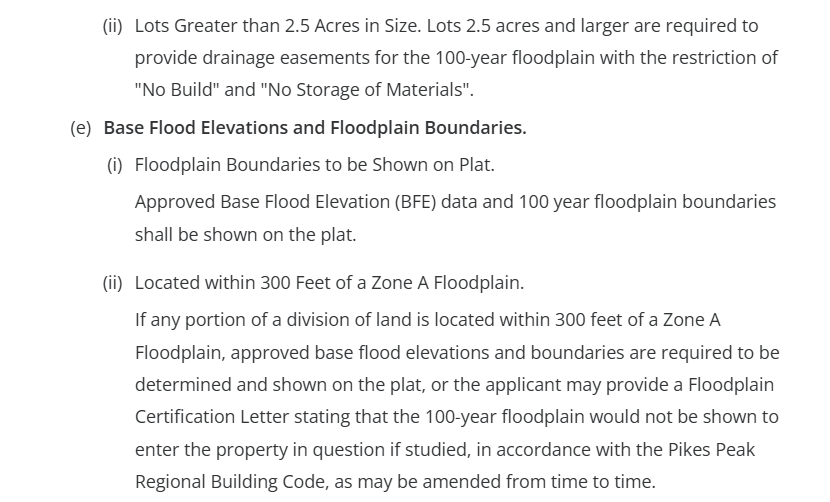 (ii) Lots Greater than 2.5 Acres in Size. Lots 2.5 acres and larger are required to
provide drainage easements for the 100-year floodplain with the restriction of
"No Build" and "No Storage of Materials".
(e) Base Flood Elevations and Floodplain Boundaries.
(i) Floodplain Boundaries to be Shown on Plat.
Approved Base Flood Elevation (BFE) data and 100 year floodplain boundaries
shall be shown on the plat.
(ii) Located within 300 Feet of a Zone A Floodplain.
If any portion of a division of land is located within 300 feet of a Zone A
Floodplain, approved base flood elevations and boundaries are required to be
determined and shown on the plat, or the applicant may provide a Floodplain
Certification Letter stating that the 100-year floodplain would not be shown to
enter the property in question if studied, in accordance with the Pikes Peak
Regional Building Code, as may be amended from time to time.